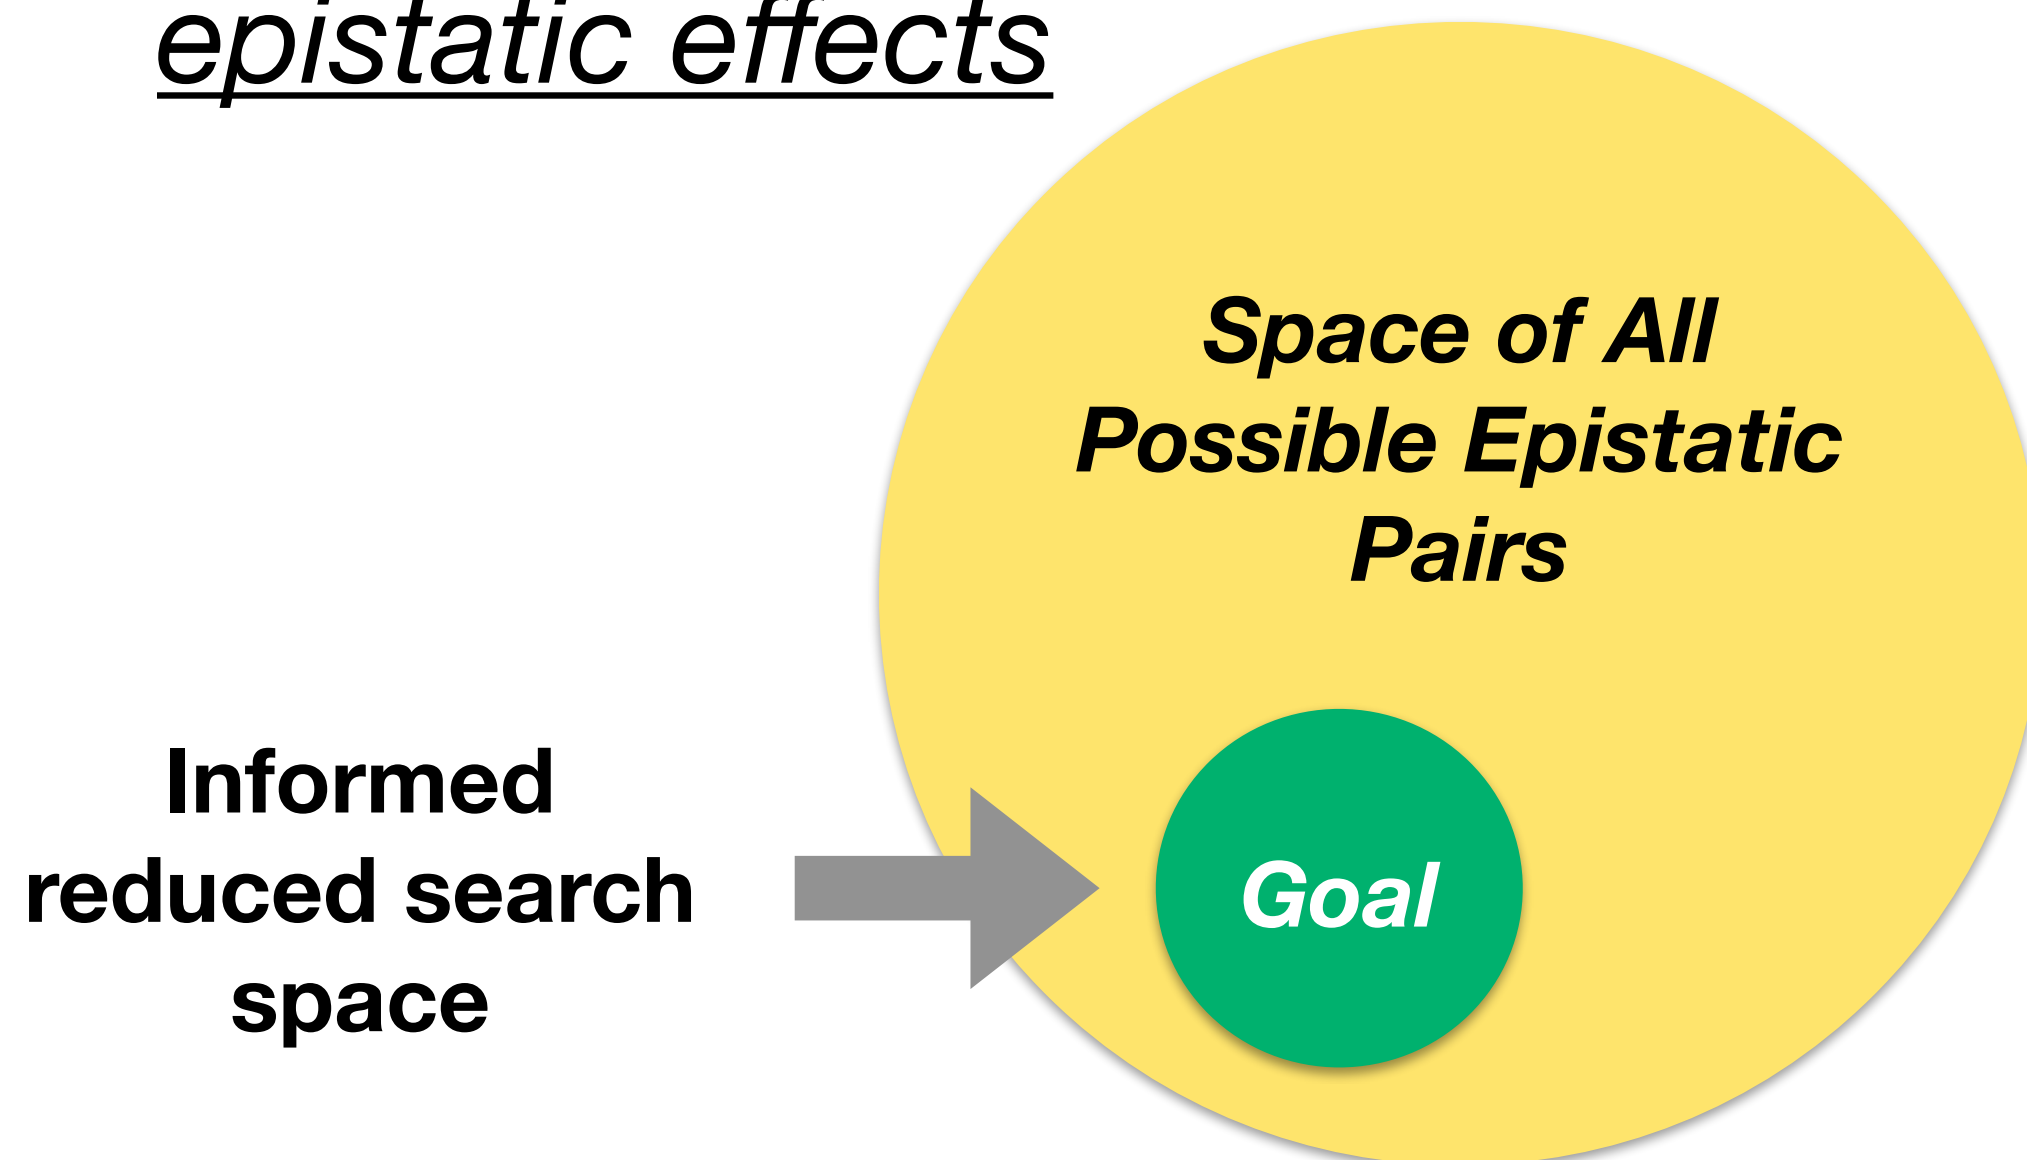 epistatic effects
Space of All
Possible Epistatic
Pairs
Informed
reduced search
space
Goal